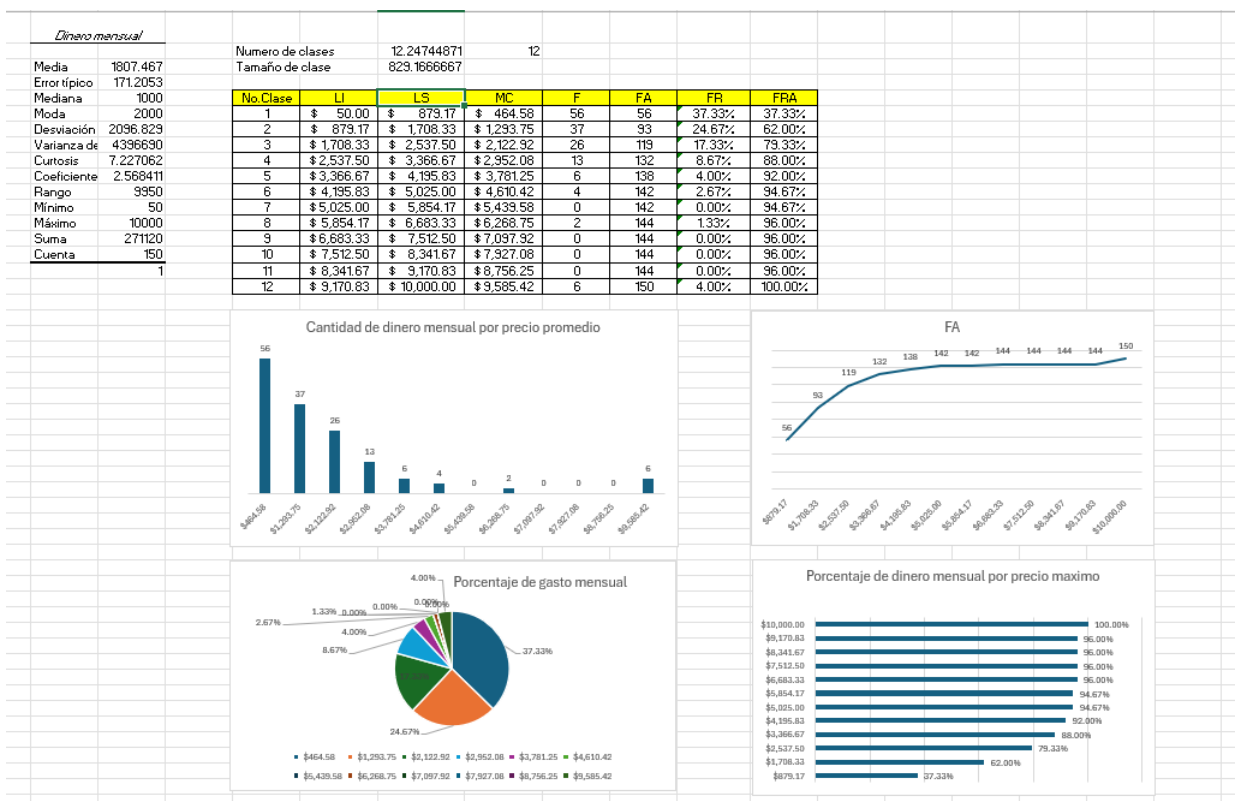 Dinero mensual
Numero de clases 12.24744871 12
Media 1807.467 Tamaño de clase 829.1666667
Error típico 171.2053
Mediana 1000 No.Clase LI LS MC F FA FR FRA
Moda 2000 1 $ 50.00 $ 879.17 $ 464.58 56 56 37.33% 37.33%
Desviación 2096.829 2 $ 879.17 $ 1,708.33 $ 1,293.75 37 93 24.67% 62.00%
Varianza de 4396690 3 $ 1,708.33 $ 2,537.50 $ 2,122.92 26 119 17.33% 79.33%
Curtosis 7.227062 4 $ 2,537.50 $ 3,366.67 $ 2,952.08 13 132 8.67% 88.00%
Coeficiente 2.568411 5 $ 3,366.67 $ 4,195.83 $ 3,781.25 6 138 4.00% 92.00%
Rango 9950 6 $ 4,195.83 $ 5,025.00 $ 4,610.42 4 142 2.67% 94.67%
Mínimo 50 7 $ 5,025.00 $ 5,854.17 $ 5,439.58 0 142 0.00% 94.67%
Máximo 10000 8 $ 5,854.17 $ 6,683.33 $ 6,268.75 2 144 1.33% 96.00%
Suma 271120 9 $ 6,683.33 $ 7,512.50 $ 7,097.92 0 144 0.00% 96.00%
Cuenta 150 10 $ 7,512.50 $ 8,341.67 $ 7,927.08 0 144 0.00% 96.00%
1 11 $ 8,341.67 $ 9,170.83 $ 8,756.25 0 144 0.00% 96.00%
12 $ 9,170.83 $ 10,000.00 $ 9,585.42 6 150 4.00% 100.00%
Cantidad de dinero mensual por precio promedio
56 37 26 13 6 4 0 2 0 0 0 6
$464.58 $1,293.75 $2,122.92 $2,952.08 $3,781.25 $4,610.42 $5,439.58 $6,268.75 $7,097.92 $7,927.08 $8,756.25 $9,585.42
FA
56 93 119 132 138 142 142 144 144 144 144 150
$879.17 $1,708.33 $2,537.50 $3,366.67 $4,195.83 $5,025.00 $5,854.17 $6,683.33 $7,512.50 $8,341.67 $9,170.83 $10,000.00
Porcentaje de gasto mensual
4.00%
0.00%
0.00%
0.00%
0.00%
1.33%
2.67%
4.00%
8.67%
37.33%
24.67%
$464.58 $1,293.75 $2,122.92 $2,952.08 $3,781.25 $4,610.42
$5,439.58 $6,268.75 $7,097.92 $7,927.08 $8,756.25 $9,585.42
Porcentaje de dinero mensual por precio maximo
$10,000.00 100.00%
$9,170.83 96.00%
$8,341.67 96.00%
$7,512.50 96.00%
$6,683.33 96.00%
$5,854.17 94.67%
$5,025.00 94.67%
$4,195.83 92.00%
$3,366.67 88.00%
$2,537.50 79.33%
$1,708.33 62.00%
$879.17 37.33%